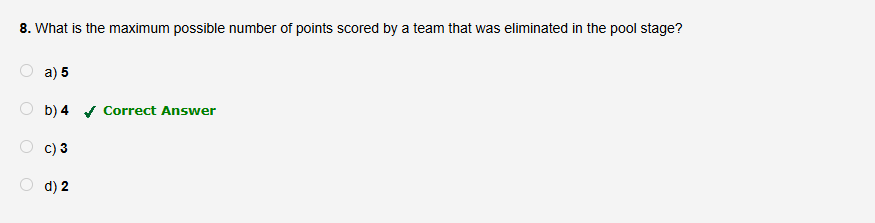 8. What is the maximum possible number of points scored by a team that was eliminated in the pool stage?
a) 5
b) 4 ✓ Correct Answer
c) 3
d) 2